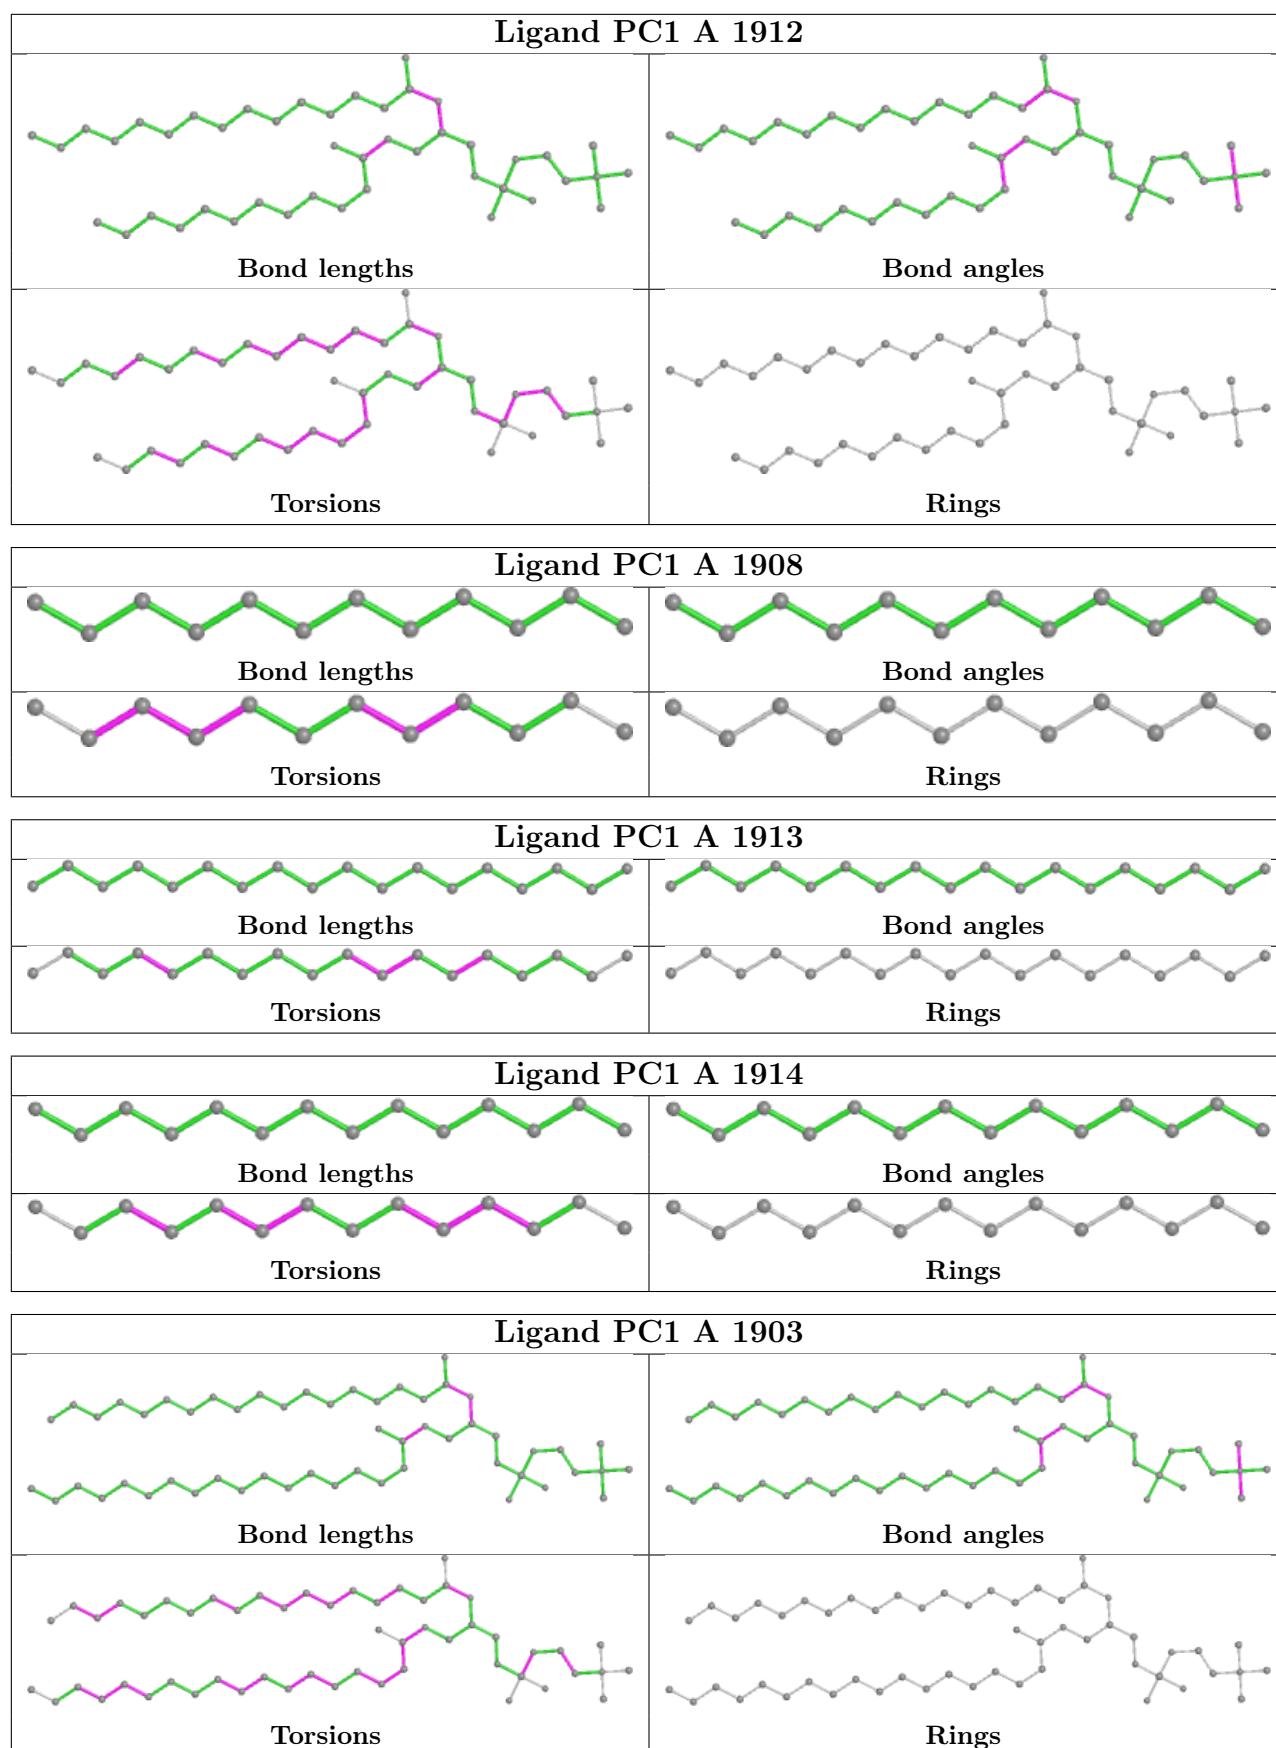 Ligand PC1 A 1912
Bond lengths
Bond angles
Torsions
Rings
Ligand PC1 A 1908
Bond lengths
Bond angles
Torsions
Rings
Ligand PC1 A 1913
Bond lengths
Bond angles
Torsions
Rings
Ligand PC1 A 1914
Bond lengths
Bond angles
Torsions
Rings
Ligand PC1 A 1903
Bond lengths
Bond angles
Torsions
Rings